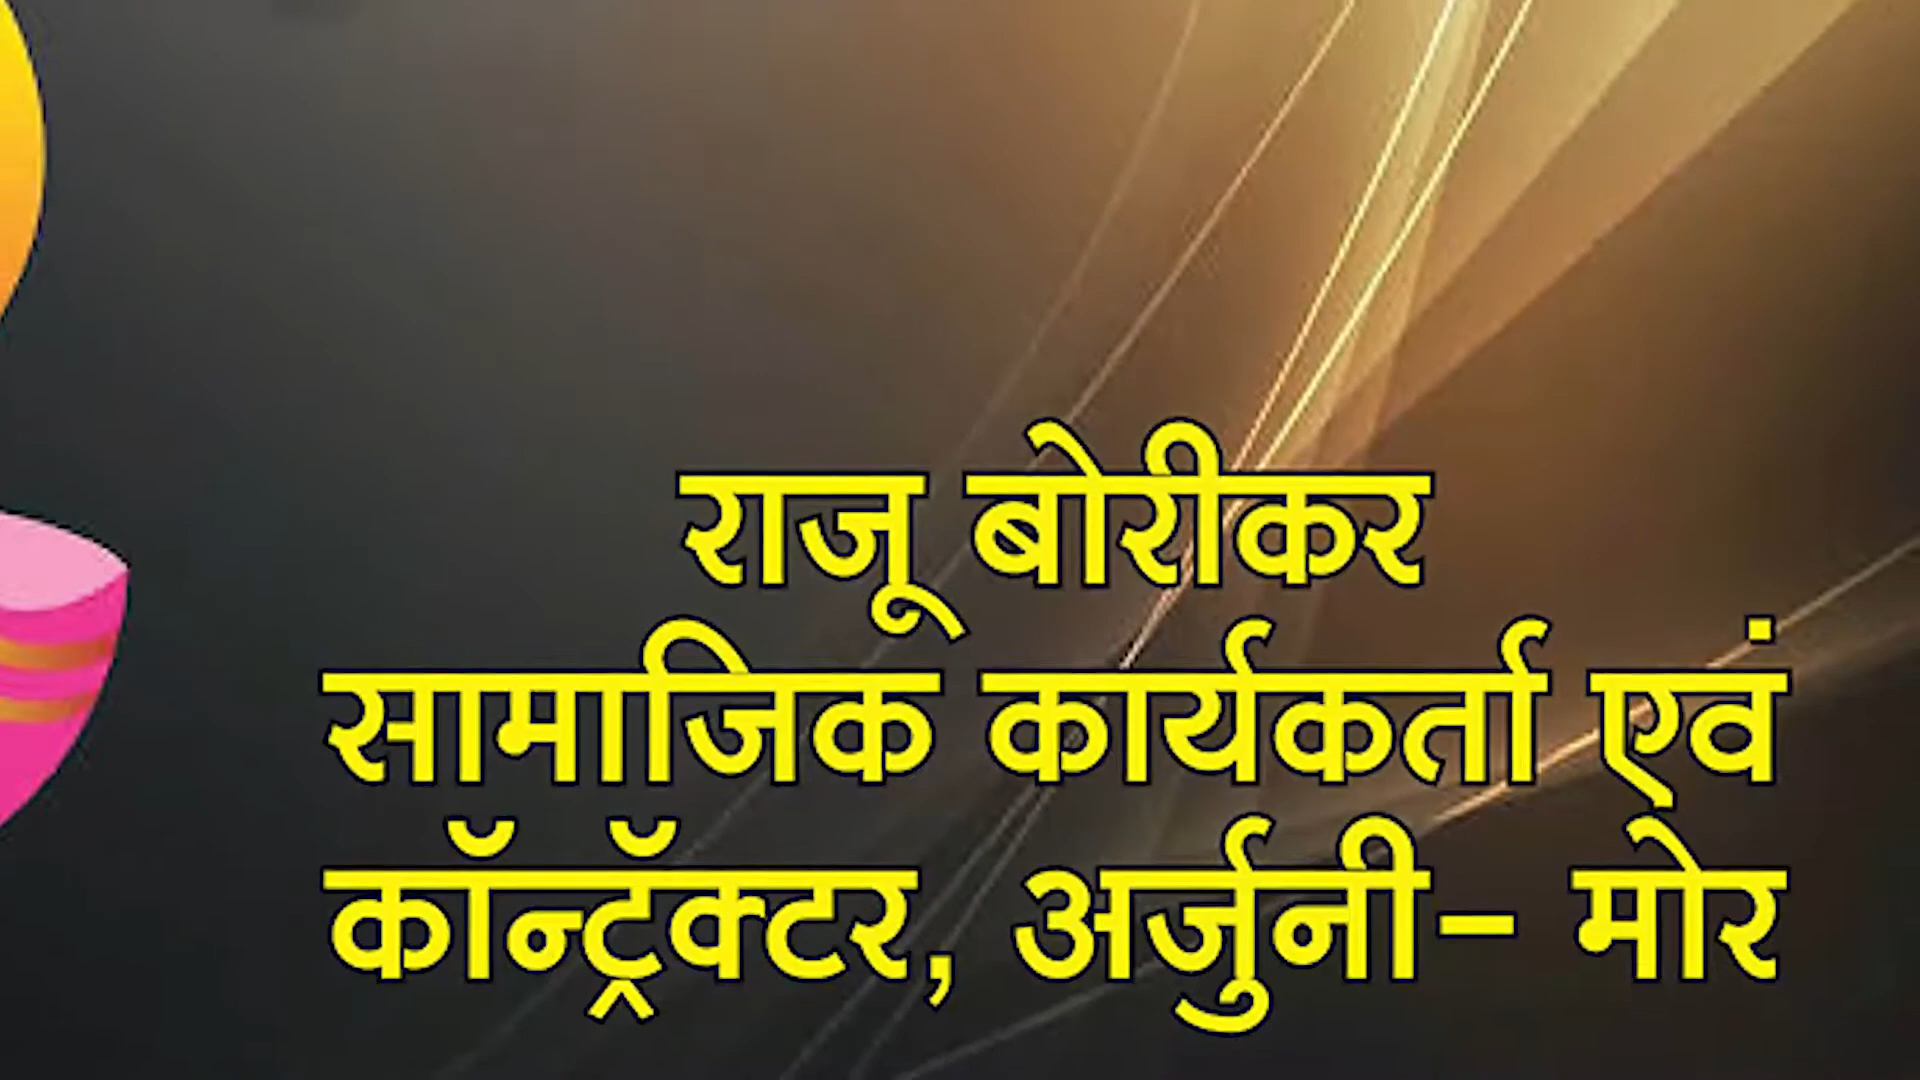 राजू बोरीकर
सामाजिक कार्यकर्ता एवं
कॉन्ट्रॅक्टर, अर्जुनी- मोर